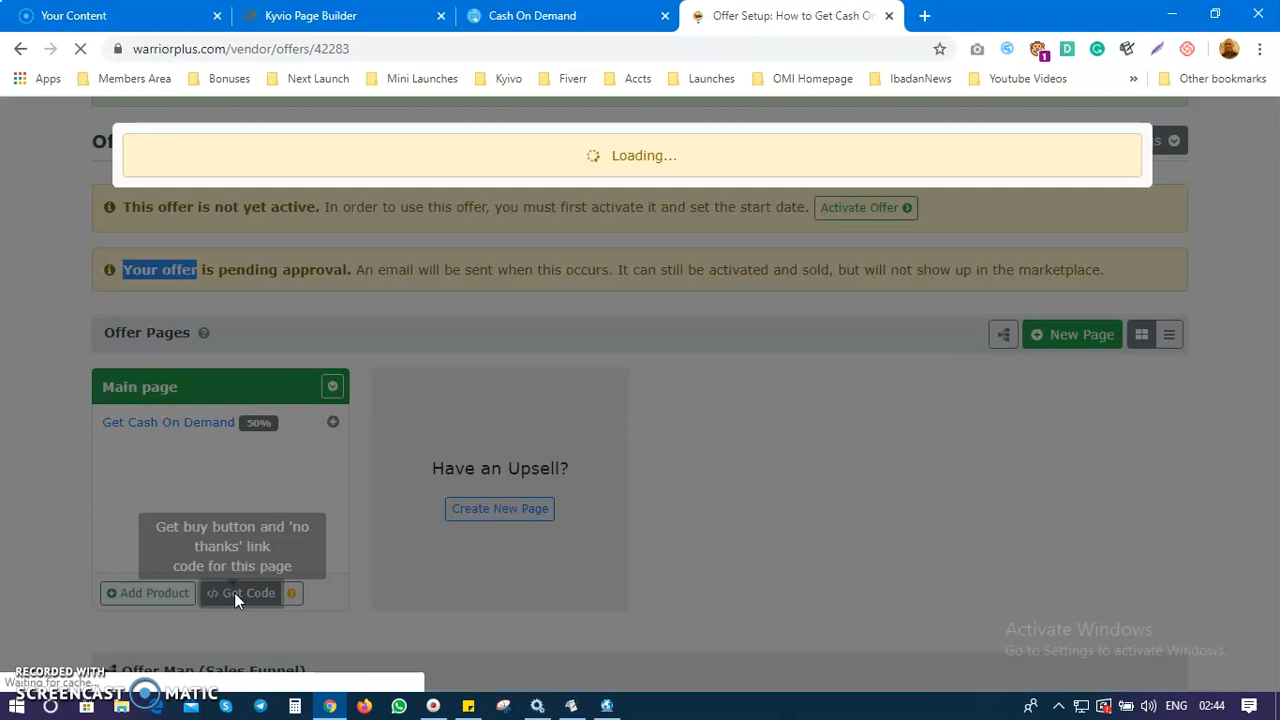 Your Content
Kyvio Page Builder
Cash On Demand
Offer Setup: How to Get Cash On
warriorplus.com/vendor/offers/42283
1
Apps
Members Area
Bonuses
Next Launch
Mini Launches
Kyivo
Fiverr
Accts
Launches
OMI Homepage
IbadanNews
Youtube Videos
»
Other bookmarks
Loading...
This offer is not yet active. In order to use this offer, you must first activate it and set the start date.
Activate Offer
Your offer is pending approval. An email will be sent when this occurs. It can still be activated and sold, but will not show up in the marketplace.
Offer Pages
New Page
Main page
Get Cash On Demand 50%
Have an Upsell?
Create New Page
Get buy button and 'no
thanks' link
code for this page
Add Product
</> Get Code
Activate Windows
Go to Settings to activate Windows.
Offer Map (Sales Funnel)
RECORDED WITH
Waiting for cache...
SCREENCAST MATIC
ENG
02:44